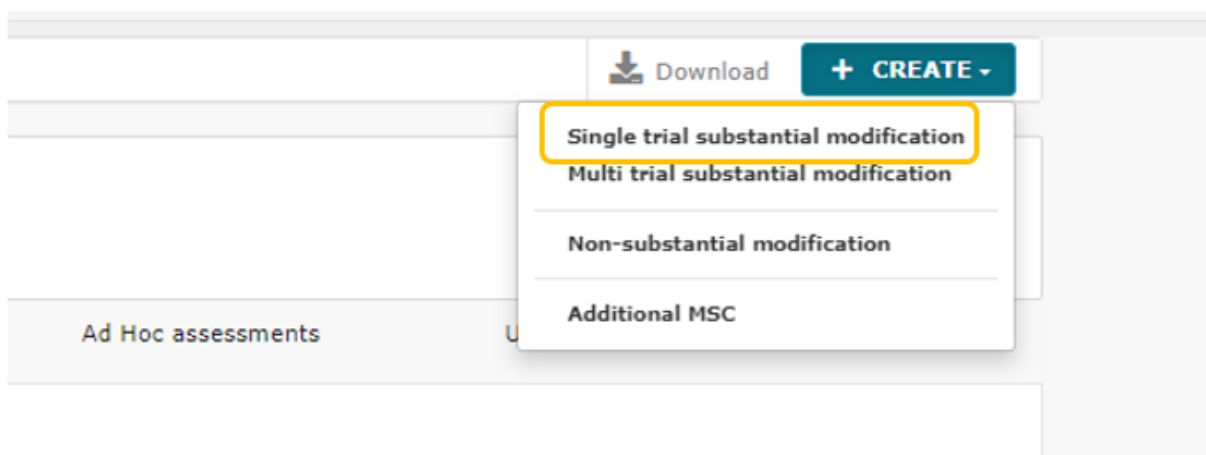 Download + CREATE
Single trial substantial modification
Multi trial substantial modification
Non-substantial modification
Additional MSC
Ad Hoc assessments